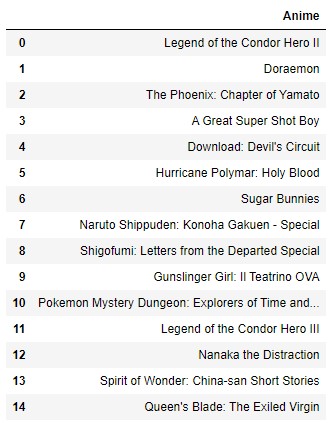 Anime
0 Legend of the Condor Hero II
1 Doraemon
2 The Phoenix: Chapter of Yamato
3 A Great Super Shot Boy
4 Download: Devil's Circuit
5 Hurricane Polymar: Holy Blood
6 Sugar Bunnies
7 Naruto Shippuden: Konoha Gakuen - Special
8 Shigofumi: Letters from the Departed Special
9 Gunslinger Girl: Il Teatrino OVA
10 Pokemon Mystery Dungeon: Explorers of Time and...
11 Legend of the Condor Hero III
12 Nanaka the Distraction
13 Spirit of Wonder: China-san Short Stories
14 Queen's Blade: The Exiled Virgin